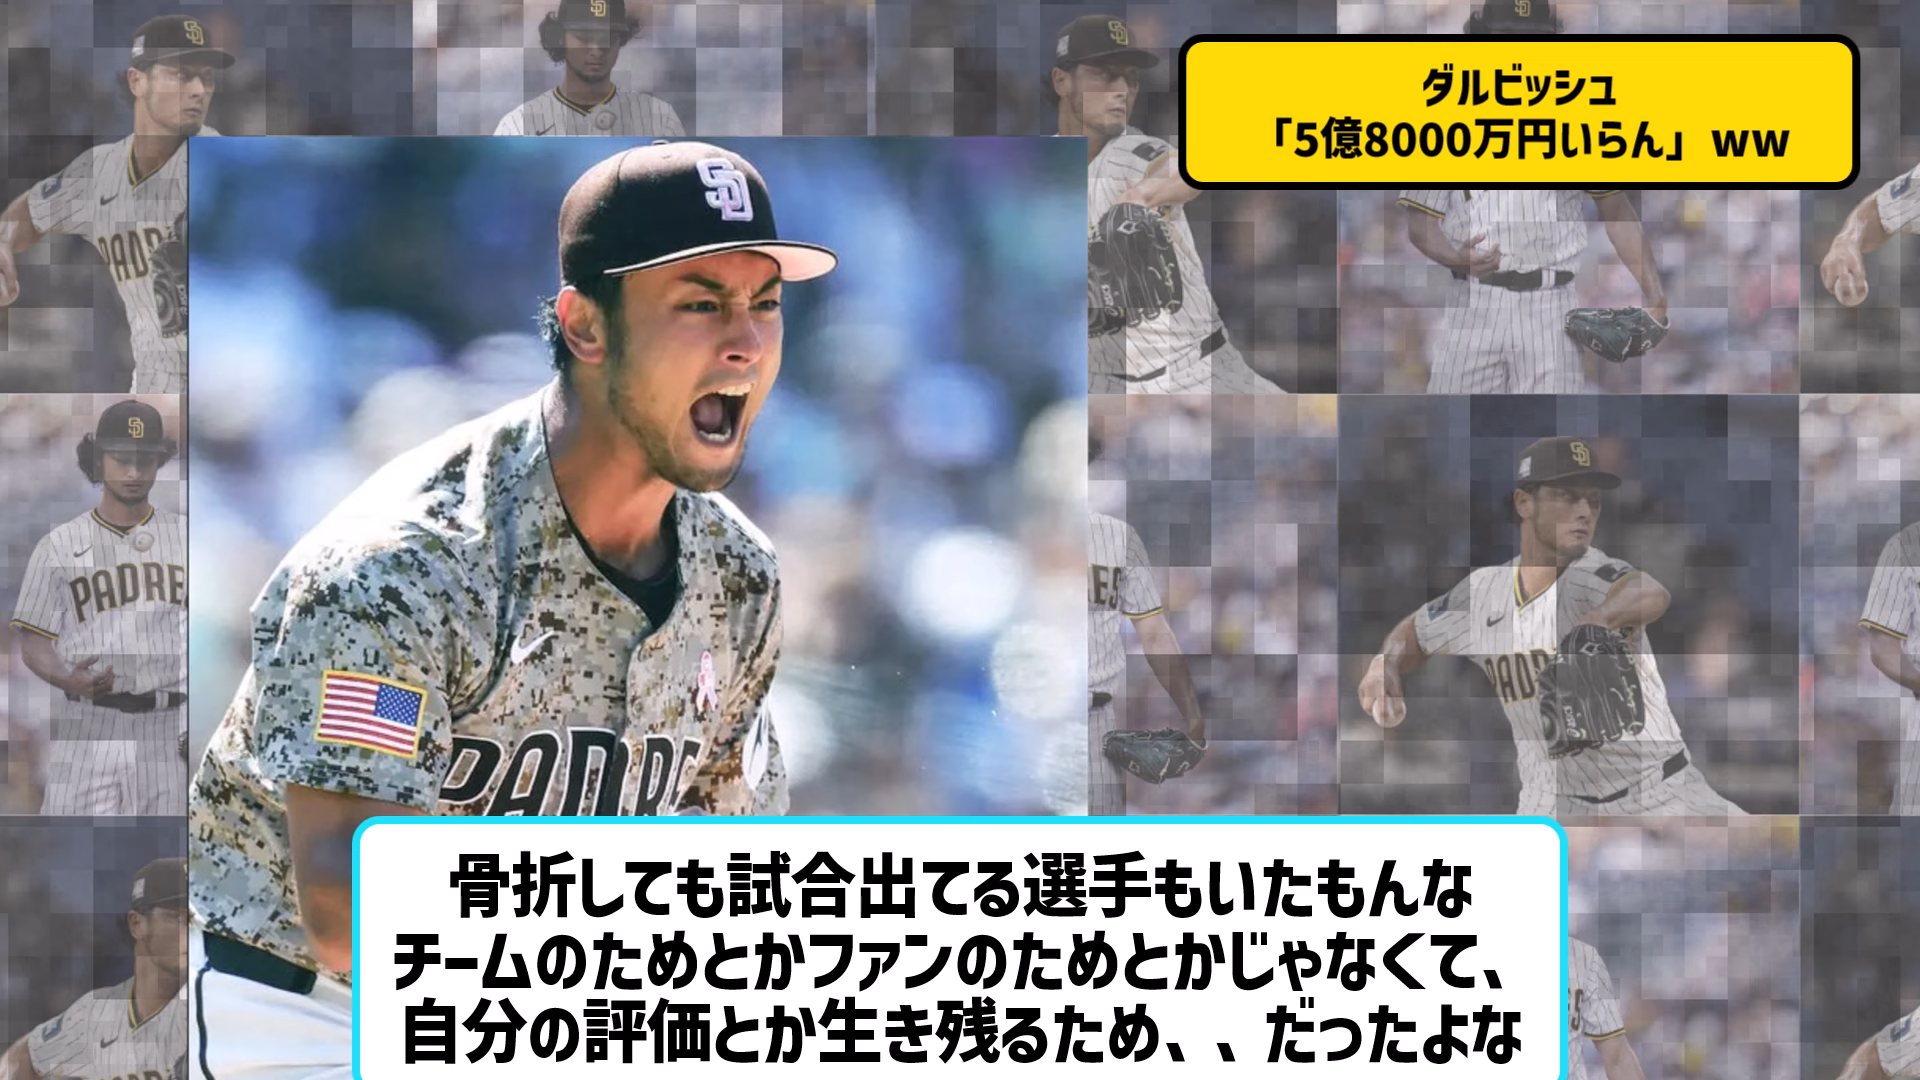 ダルビッシュ
「5億8000万円いらん」ww
SD
PADRES
PADRE
骨折しても試合出てる選手もいたもんな
チームのためとかファンのためとかじゃなくて、
自分の評価とか生き残るため、、だったよな